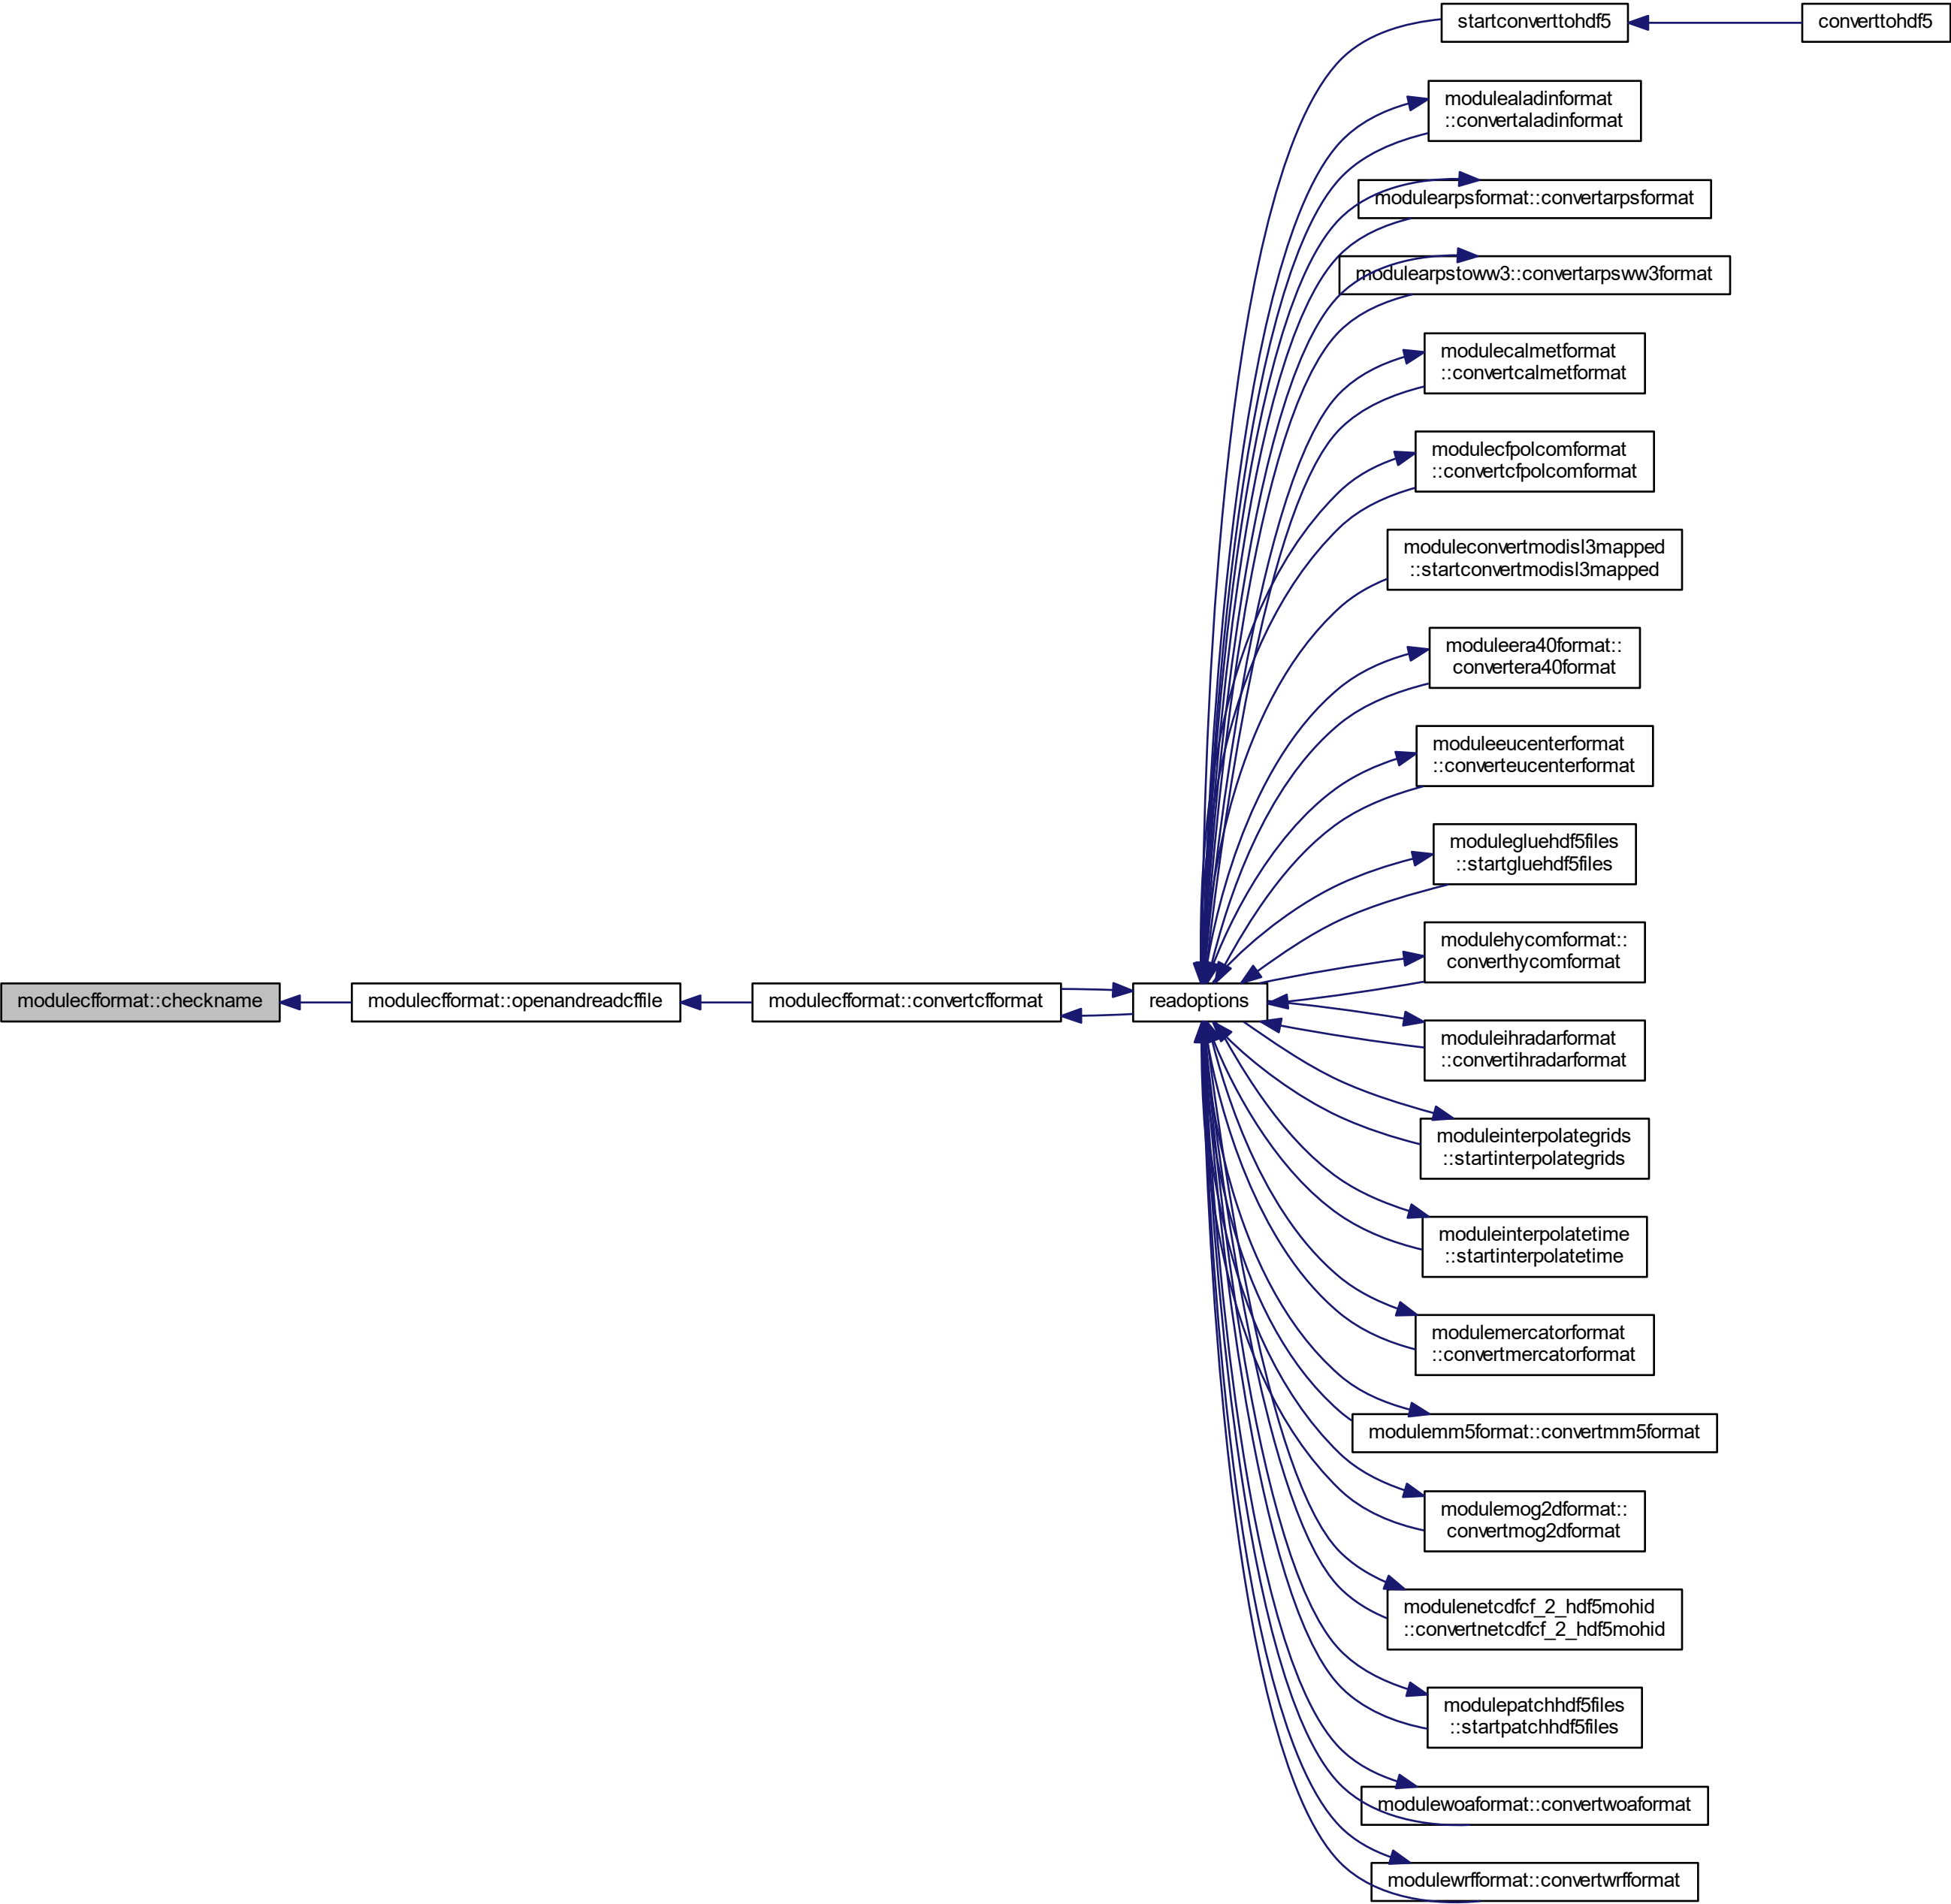 startconverttohdf5
converttohdf5
modulealadinformat
::convertaladinformat
modulearpsformat::convertarpsformat
modulearpstoww3::convertarpsww3format
modulecalmetformat
::convertcalmetformat
modulecfpolcomformat
::convertcfpolcomformat
moduleconvertmodisl3mapped
::startconvertmodisl3mapped
moduleera40format::
convertera40format
moduleeucenterformat
::converteucenterformat
modulegluehdf5files
::startgluehdf5files
modulehycomformat::
converthycomformat
modulecfformat::checkname
modulecfformat::openandreadcffile
modulecfformat::convertcfformat
readoptions
moduleihradarformat
::convertihradarformat
moduleinterpolategrids
::startinterpolategrids
moduleinterpolatetime
::startinterpolatetime
modulemercatorformat
::convertmercatorformat
modulemm5format::convertmm5format
modulemog2dformat::
convertmog2dformat
modulenetcdfcf_2_hdf5mohid
::convertnetcdfcf_2_hdf5mohid
modulepatchhdf5files
::startpatchhdf5files
modulewoaformat::convertwoaformat
modulewrfformat::convertwrfformat